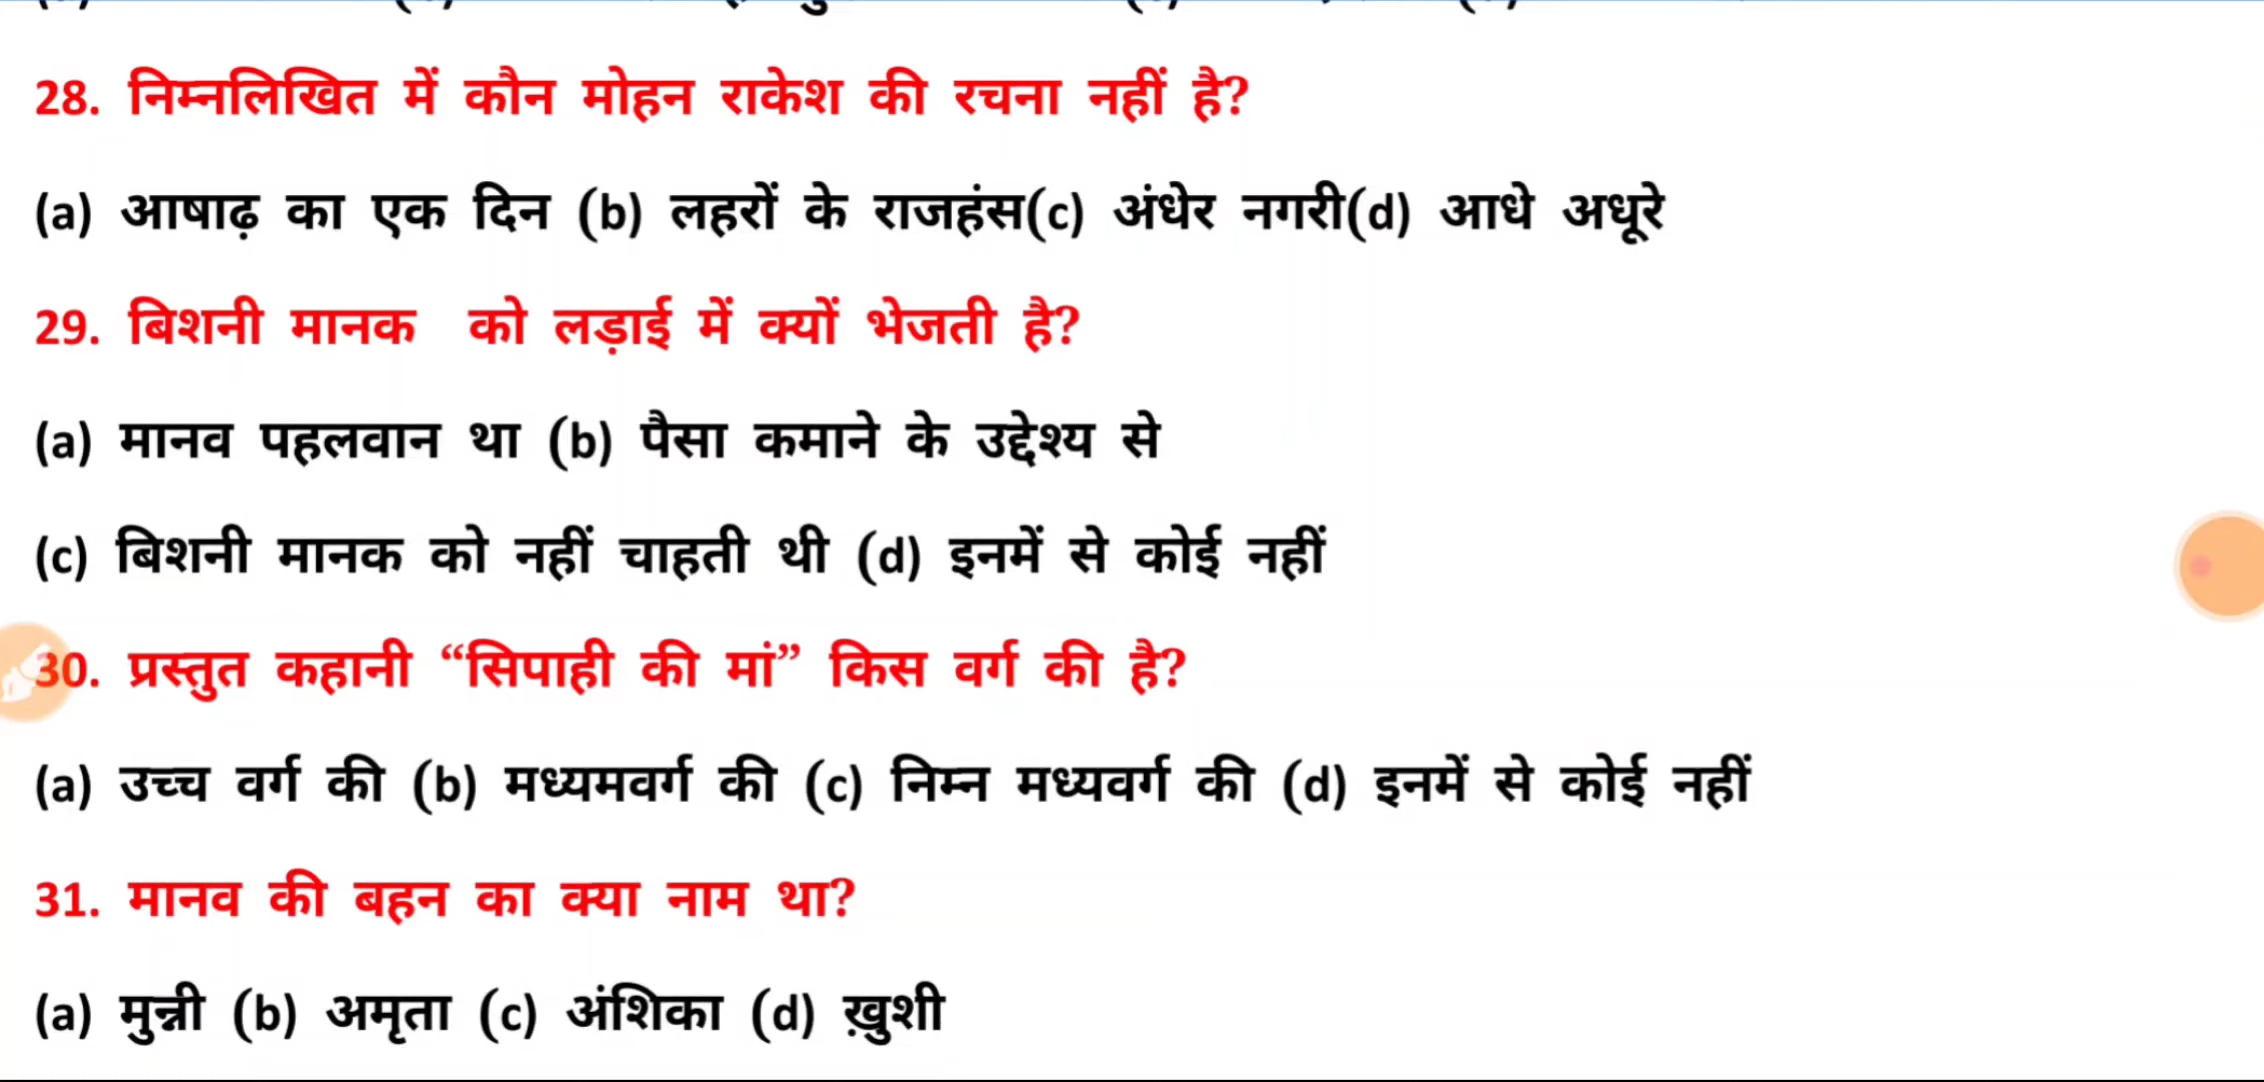 28. निम्नलिखित में कौन मोहन राकेश की रचना नहीं है?
(a) आषाढ़ का एक दिन (b) लहरों के राजहंस(c) अंधेर नगरी(d) आधे अधूरे
29. बिशनी मानक को लड़ाई में क्यों भेजती है?
(a) मानव पहलवान था (b) पैसा कमाने के उद्देश्य से
(c) बिशनी मानक को नहीं चाहती थी (d) इनमें से कोई नहीं
30. प्रस्तुत कहानी “सिपाही की मां” किस वर्ग की है?
(a) उच्च वर्ग की (b) मध्यमवर्ग की (c) निम्न मध्यवर्ग की (d) इनमें से कोई नहीं
31. मानव की बहन का क्या नाम था?
(a) मुन्नी (b) अमृता (c) अंशिका (d) ख़ुशी